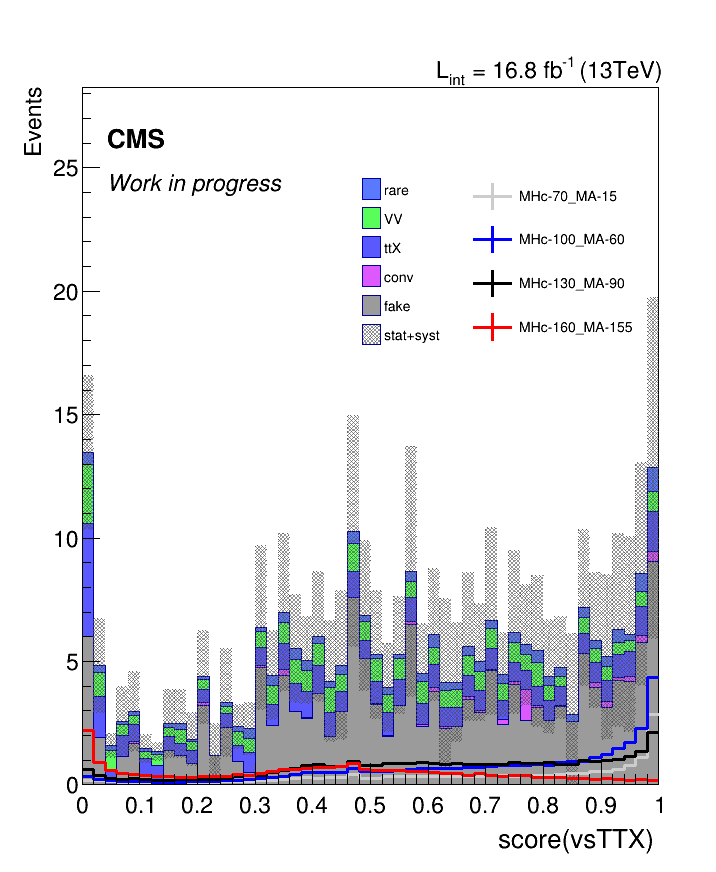 L_int = 16.8 fb^-1 (13TeV)
Events
CMS
Work in progress
rare
VV
ttX
conv
fake
stat+syst
MHc-70_MA-15
MHc-100_MA-60
MHc-130_MA-90
MHc-160_MA-155
25
20
15
10
5
0
0 0.1 0.2 0.3 0.4 0.5 0.6 0.7 0.8 0.9 1
score(vsTTX)